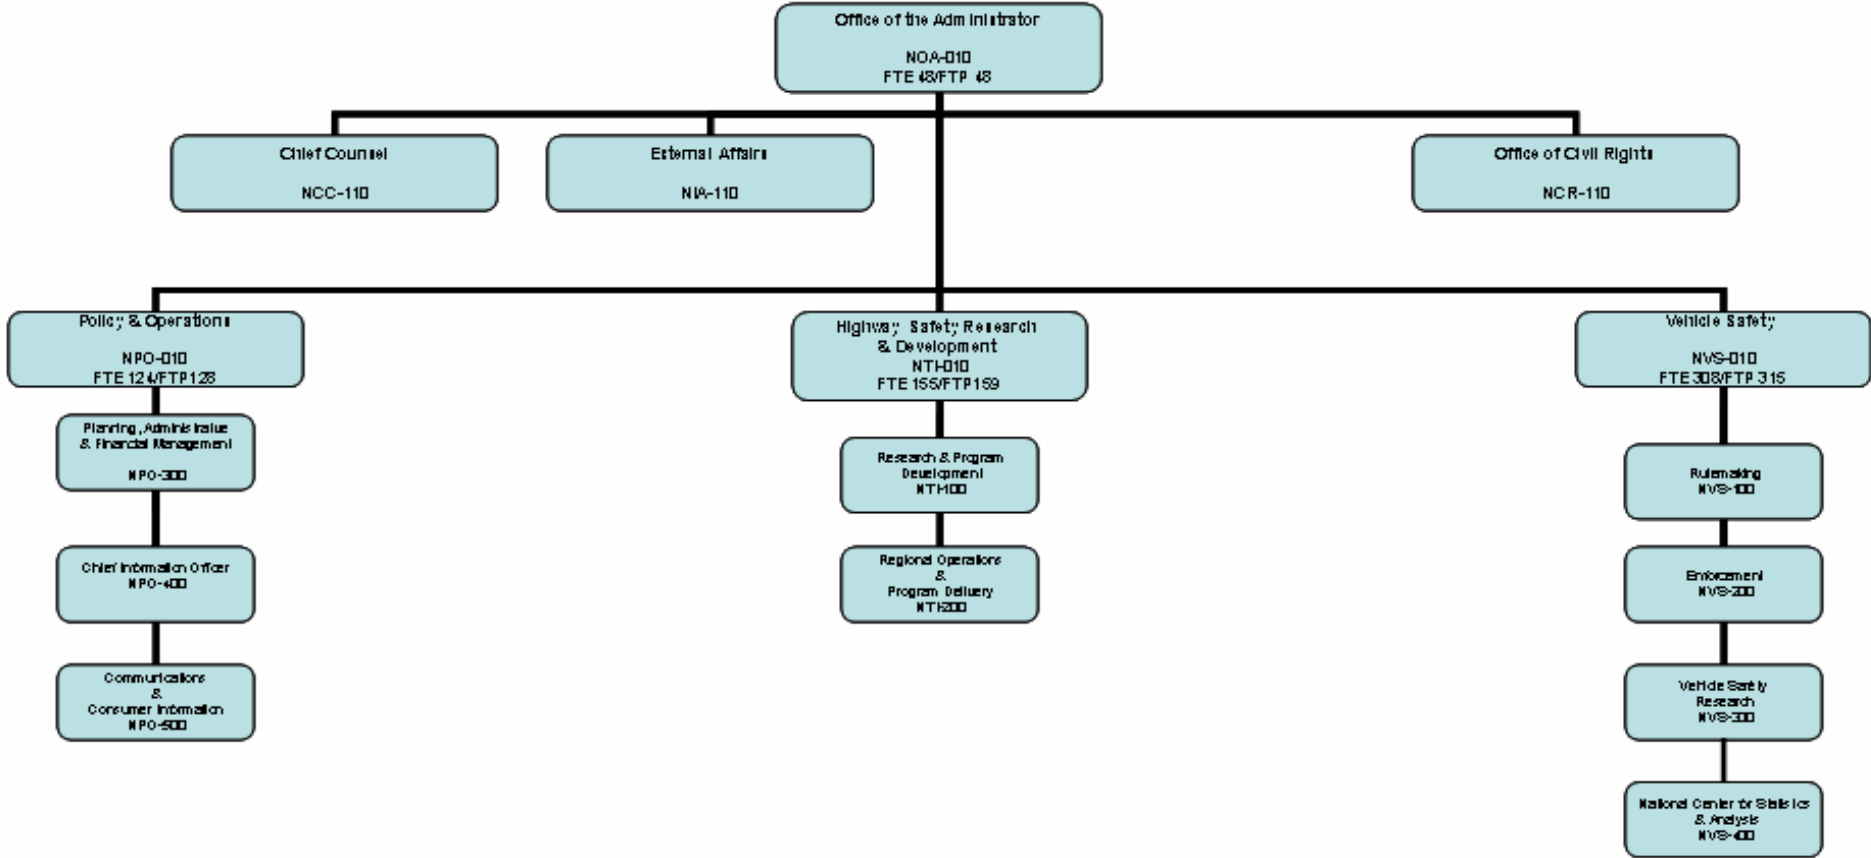 Office of the Administrator
NOA-010
FTE 48/FTP 48
Chief Counsel
NCC-110
External Affairs
NIA-110
Office of Civil Rights
NCR-110
Policy & Operations
NPO-010
FTE 124/FTP128
Highway Safety Research
& Development
NTI-010
FTE 155/FTP159
Vehicle Safety
NVS-010
FTE 308/FTP 315
Planning, Administrative
& Financial Management
NPO-300
Research & Program
Development
NTI-100
Rulemaking
NVS-100
Chief Information Officer
NPO-400
Regional Operations
&
Program Delivery
NTI-200
Enforcement
NVS-200
Communications
&
Consumer Information
NPO-500
Vehicle Safety
Research
NVS-300
National Center for Statistics
& Analysis
NVS-400